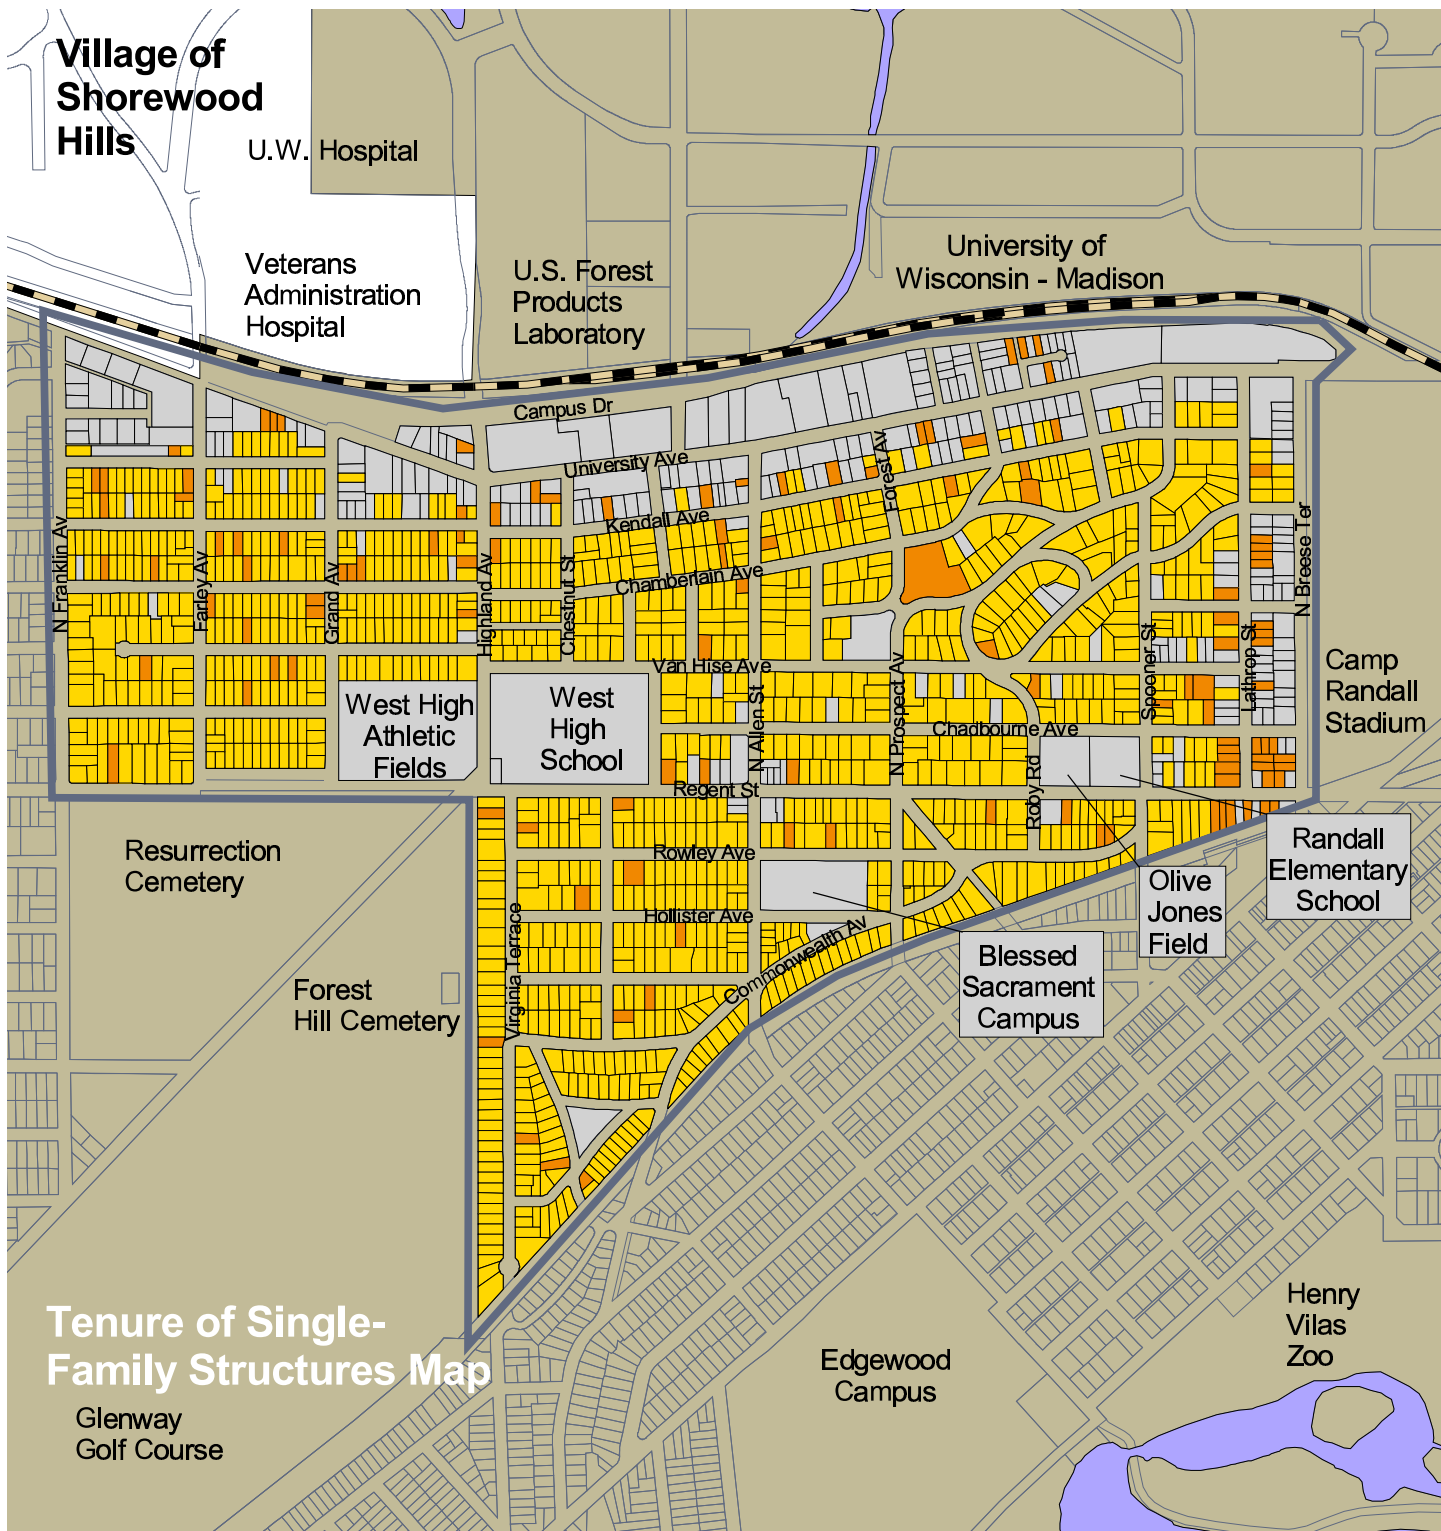 Village of
Shorewood
Hills
U.W. Hospital
Veterans
Administration
Hospital
U.S. Forest
Products
Laboratory
University of
Wisconsin - Madison
Campus Dr
University Ave
Kendall Ave
Chamberlain Ave
Forest Av
N Franklin Av
Farley Av
Grand Av
Highland Av
Chestnut St
N Breese Ter
Van Hise Ave
N Allen St
N Prospect Av
Spooner St
Lathrop St
Chadbourne Ave
Camp
Randall
Stadium
West High
Athletic
Fields
West
High
School
Regent St
Roby Rd
Rowley Ave
Hollister Ave
Commonwealth Av
Virginia Terrace
Resurrection
Cemetery
Randall
Elementary
School
Olive
Jones
Field
Blessed
Sacrament
Campus
Forest
Hill Cemetery
Tenure of Single-
Family Structures Map
Glenway
Golf Course
Edgewood
Campus
Henry
Vilas
Zoo